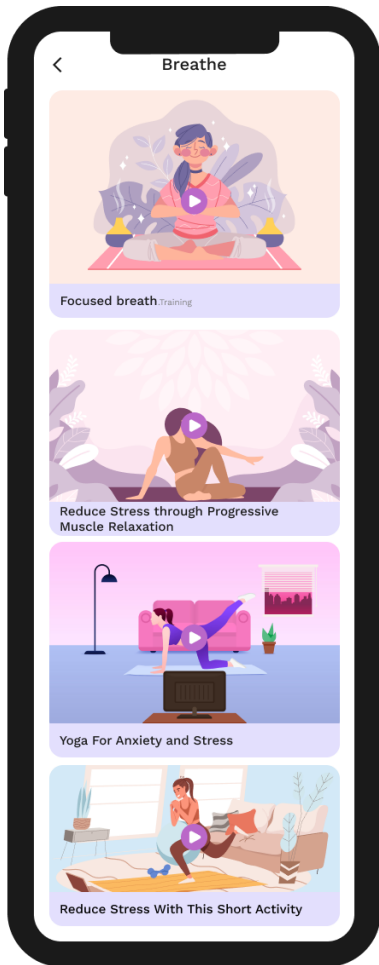 Breathe
Focused breath.Training
Reduce Stress through Progressive
Muscle Relaxation
Yoga For Anxiety and Stress
Reduce Stress With This Short Activity